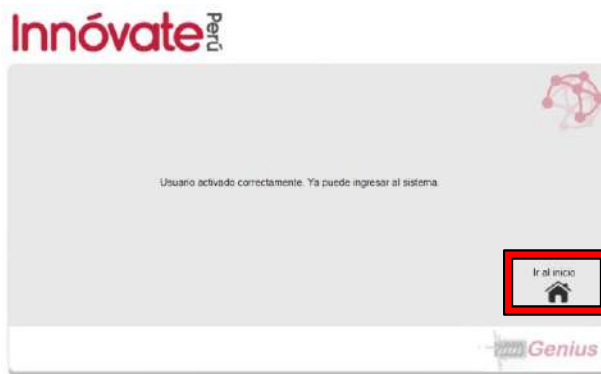 Innóvate Perú
Usuario activado correctamente. Ya puede ingresar al sistema.
Ir al inicio
Genius